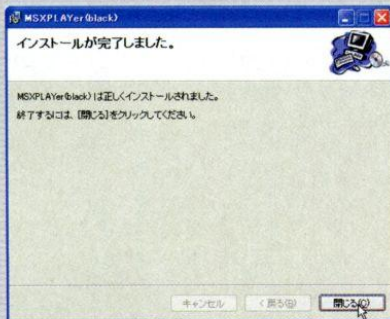 MSXPLAYer(black)
インストールが完了しました。
MSXPLAYer(black)は正しくインストールされました。
終了するには、[閉じる]をクリックしてください。
キャンセル
< 戻る(B)
閉じる(C)